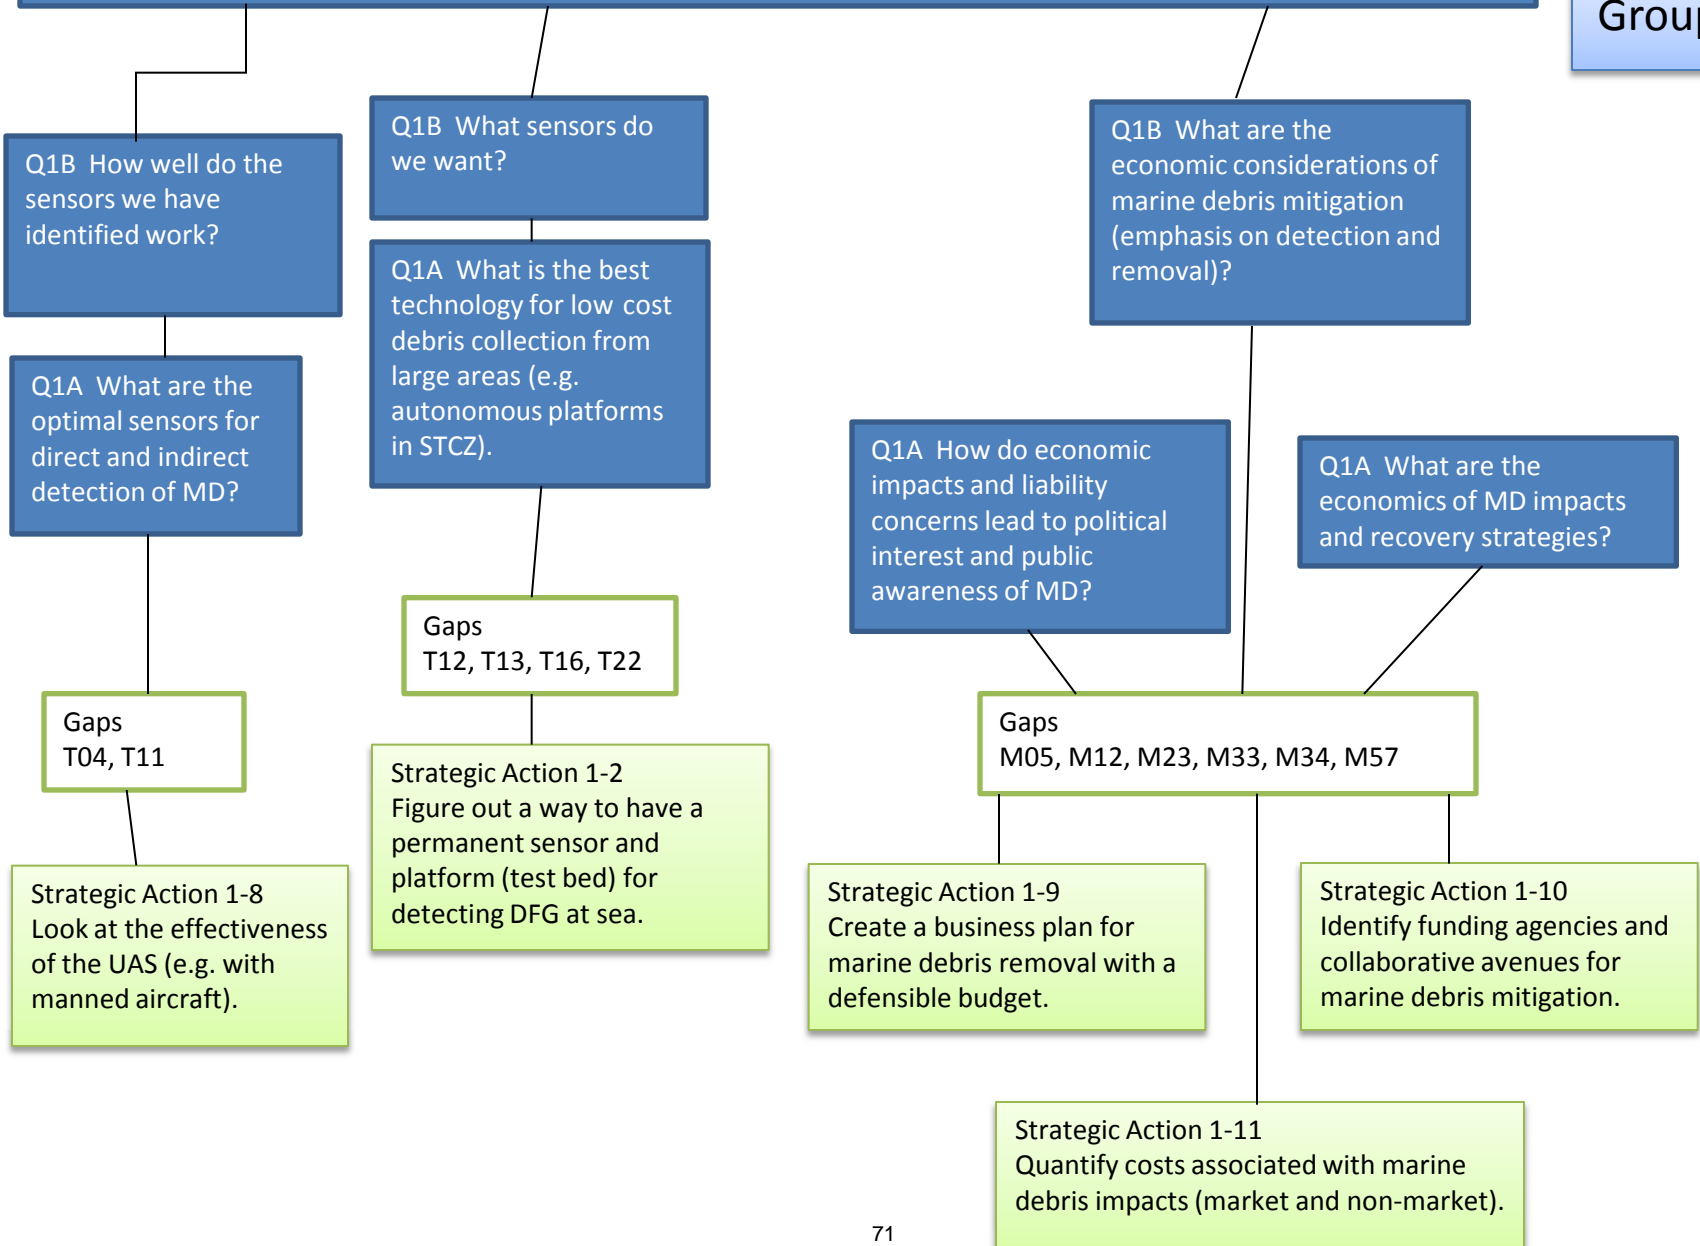 Group
Q1B How well do the
sensors we have
identified work?
Q1A What are the
optimal sensors for
direct and indirect
detection of MD?
Gaps
T04, T11
Strategic Action 1-8
Look at the effectiveness
of the UAS (e.g. with
manned aircraft).
Q1B What sensors do
we want?
Q1A What is the best
technology for low cost
debris collection from
large areas (e.g.
autonomous platforms
in STCZ).
Gaps
T12, T13, T16, T22
Strategic Action 1-2
Figure out a way to have a
permanent sensor and
platform (test bed) for
detecting DFG at sea.
Q1B What are the
economic considerations of
marine debris mitigation
(emphasis on detection and
removal)?
Q1A How do economic
impacts and liability
concerns lead to political
interest and public
awareness of MD?
Q1A What are the
economics of MD impacts
and recovery strategies?
Gaps
M05, M12, M23, M33, M34, M57
Strategic Action 1-9
Create a business plan for
marine debris removal with a
defensible budget.
Strategic Action 1-10
Identify funding agencies and
collaborative avenues for
marine debris mitigation.
Strategic Action 1-11
Quantify costs associated with marine
debris impacts (market and non-market).
71